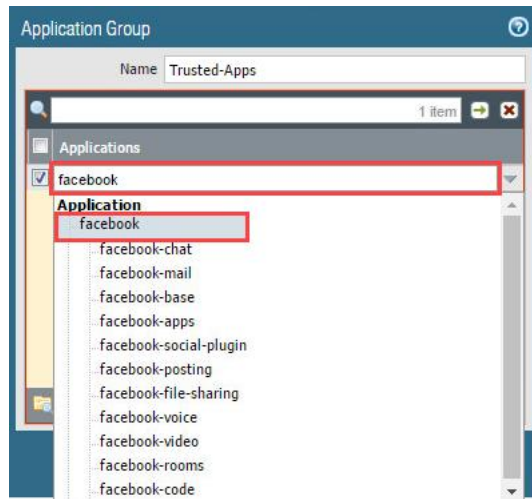 Application Group
Name Trusted-Apps
1 item
Applications
facebook
Application
facebook
facebook-chat
facebook-mail
facebook-base
facebook-apps
facebook-social-plugin
facebook-posting
facebook-file-sharing
facebook-voice
facebook-video
facebook-rooms
facebook-code